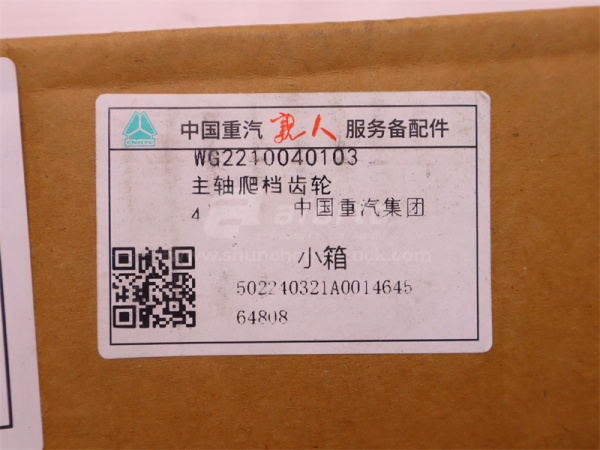 中国重汽 亲人 服务备配件
WG2210040103
主轴爬档齿轮
4 中国重汽集团
小箱
502240321A0014645
64808